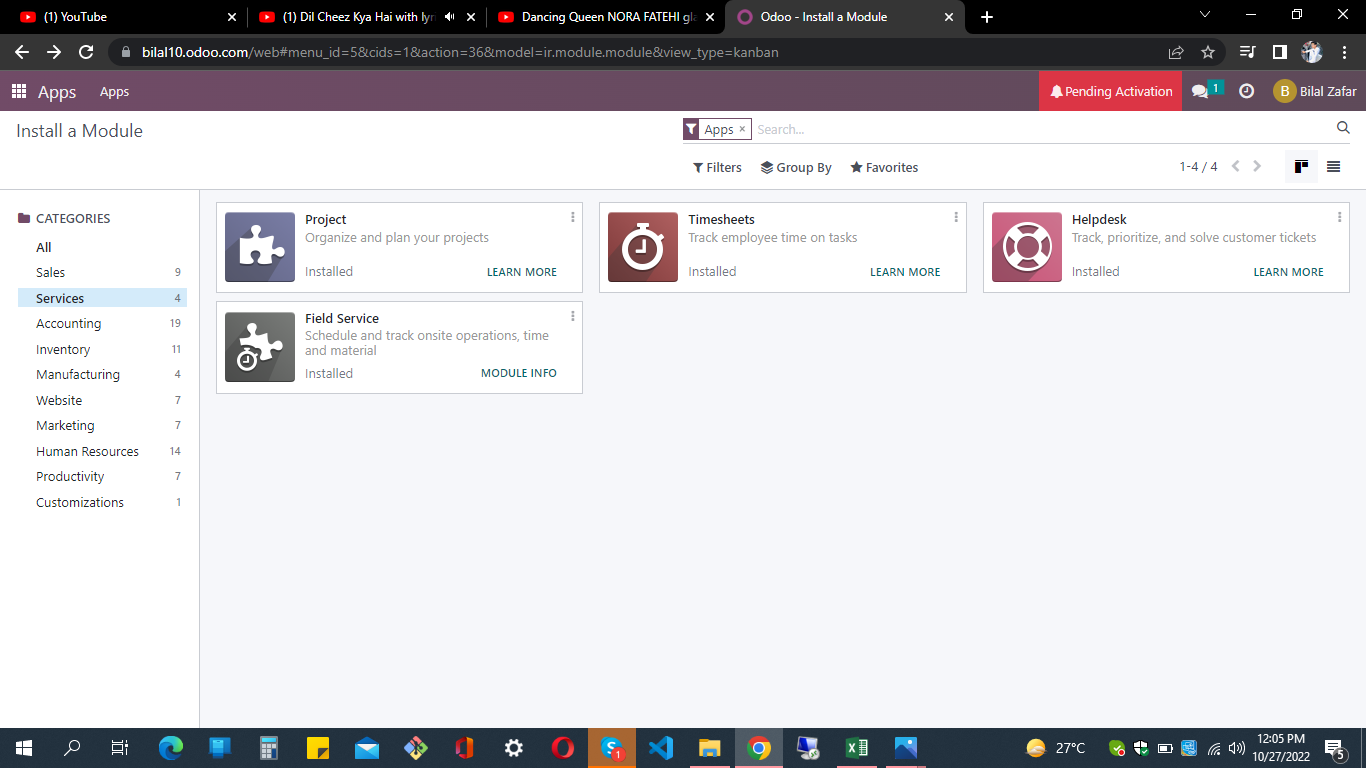 (1) YouTube
(1) Dil Cheez Kya Hai with lyr
Dancing Queen NORA FATEHI gl
Odoo - Install a Module
bilal10.odoo.com/web#menu_id=5&cids=1&action=36&model=ir.module.module&view_type=kanban
Apps Apps
Pending Activation
1
B Bilal Zafar
Install a Module
Apps × Search...
Filters Group By Favorites
1-4 / 4
CATEGORIES
All
Sales 9
Services 4
Accounting 19
Inventory 11
Manufacturing 4
Website 7
Marketing 7
Human Resources 14
Productivity 7
Customizations 1
Project
Organize and plan your projects
Installed LEARN MORE
Timesheets
Track employee time on tasks
Installed LEARN MORE
Helpdesk
Track, prioritize, and solve customer tickets
Installed LEARN MORE
Field Service
Schedule and track onsite operations, time
and material
Installed MODULE INFO
S 1
27°C
12:05 PM
10/27/2022
5